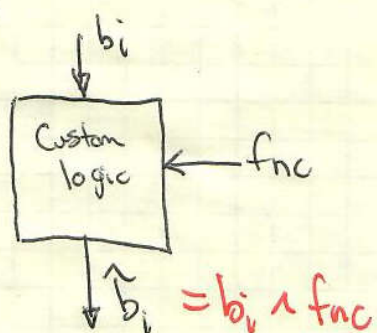 bi
Custom
logic
fnc
b̂i = bi ∧ fnc